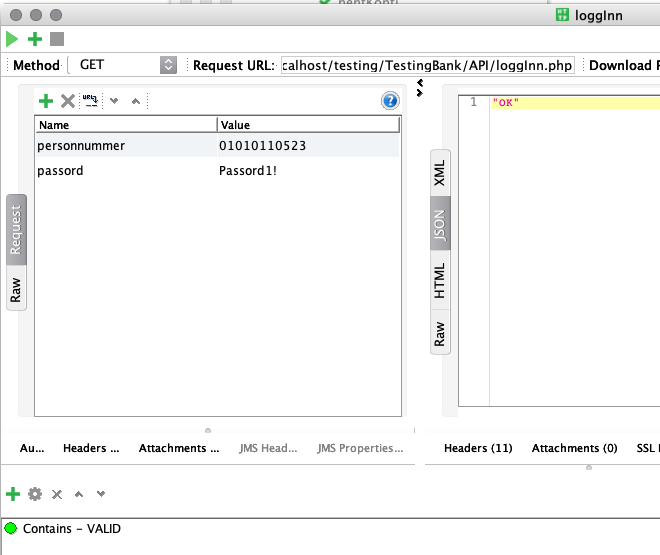 loggInn
Method GET Request URL: calhost/testing/TestingBank/API/loggInn.php Download
URL
Name Value
personnummer 01010110523
passord Passord1!
Request
Raw
1 "OK"
XML
JSON
HTML
Raw
Au... Headers ... Attachments ... JMS Head... JMS Properties...
Headers (11) Attachments (0) SSL
Contains - VALID